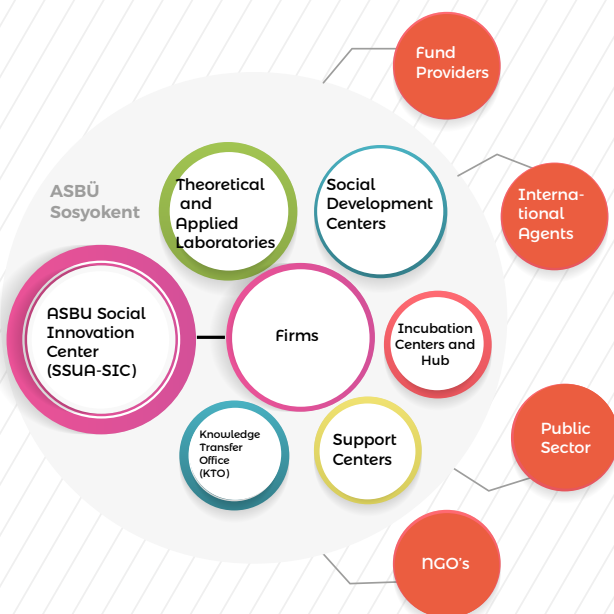 Fund
Providers
ASBÜ
Sosyokent
Theoretical
and
Applied
Laboratories
Social
Development
Centers
Interna-
tional
Agents
ASBU Social
Innovation
Center
(SSUA-SIC)
Firms
Incubation
Centers and
Hub
Knowledge
Transfer
Office
(KTO)
Support
Centers
Public
Sector
NGO's